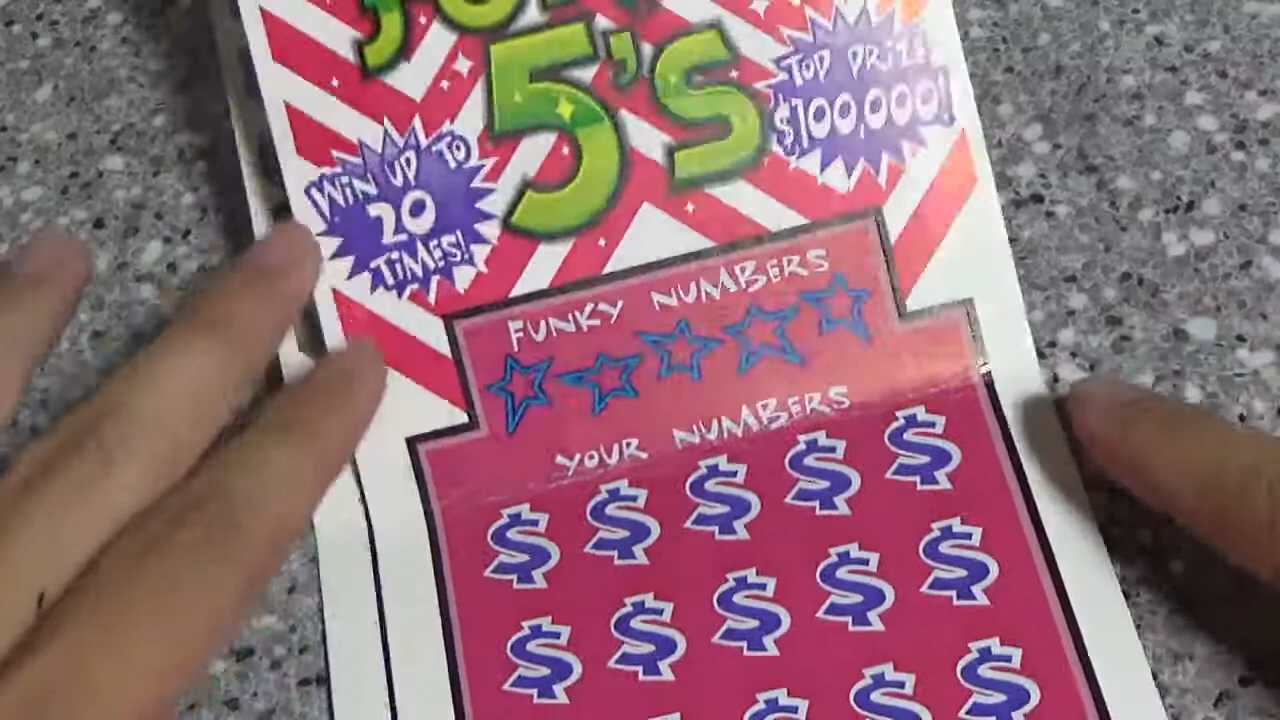 5's
TOP PRIZE
$100,000!
WIN UP TO
20
TIMES!
FUNKY NUMBERS
YOUR NUMBERS
$ $ $ $ $
$ $ $ $ $
$ $ $ $ $